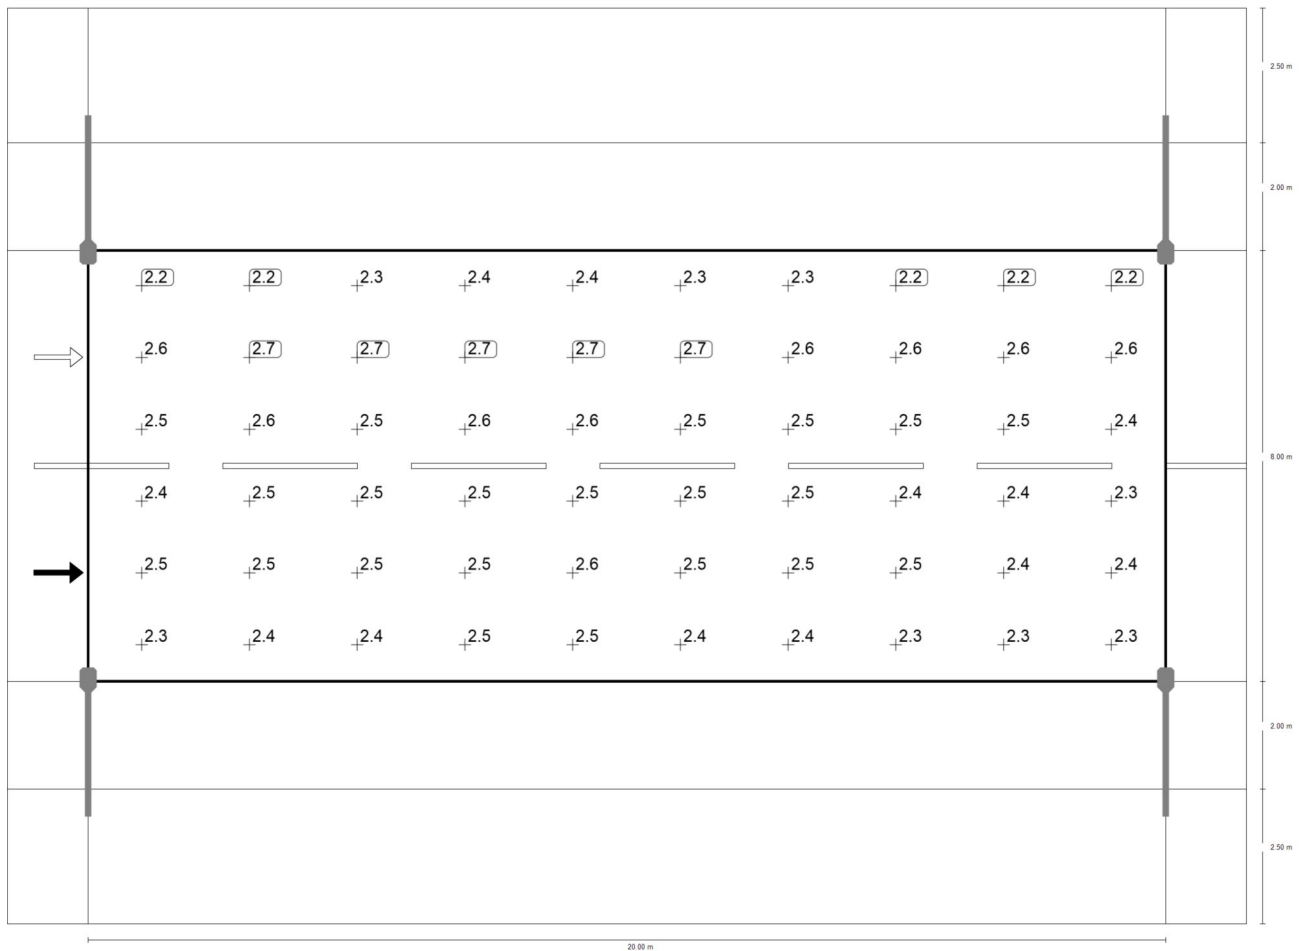 2.50 m
2.00 m
2.2 2.2 2.3 2.4 2.4 2.3 2.3 2.2 2.2 2.2
2.6 2.7 2.7 2.7 2.7 2.7 2.6 2.6 2.6 2.6
2.5 2.6 2.5 2.6 2.6 2.5 2.5 2.5 2.5 2.4
8.00 m
2.4 2.5 2.5 2.5 2.5 2.5 2.5 2.4 2.4 2.3
2.5 2.5 2.5 2.5 2.6 2.5 2.5 2.5 2.4 2.4
2.3 2.4 2.4 2.5 2.5 2.4 2.4 2.3 2.3 2.3
2.00 m
2.50 m
20.00 m